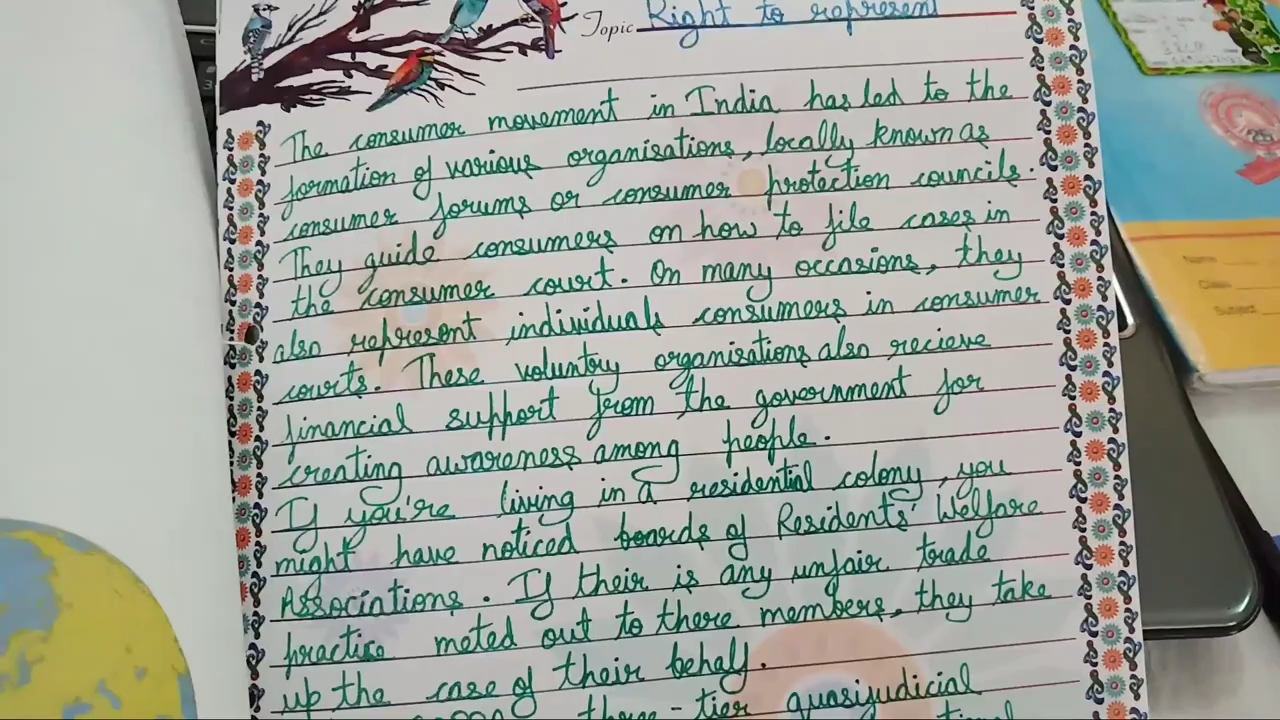 Topic Right to represent
The consumer movement in India has led to the
formation of various organisations, locally known as
consumer forums or consumer protection councils.
They guide consumers on how to file cases in
the consumer court. On many occasions, they
also represent individuals consumers in consumer
courts. These voluntry organisations also recieve
financial support from the government for
creating awareness among people.
If you're living in a residential colony, you
might have noticed boards of Residents' Welfare
Associations. If their is any unfair trade
practice meted out to there members, they take
up the case of their behalf.
three-tier quasijudicial
Name
Class
Subject